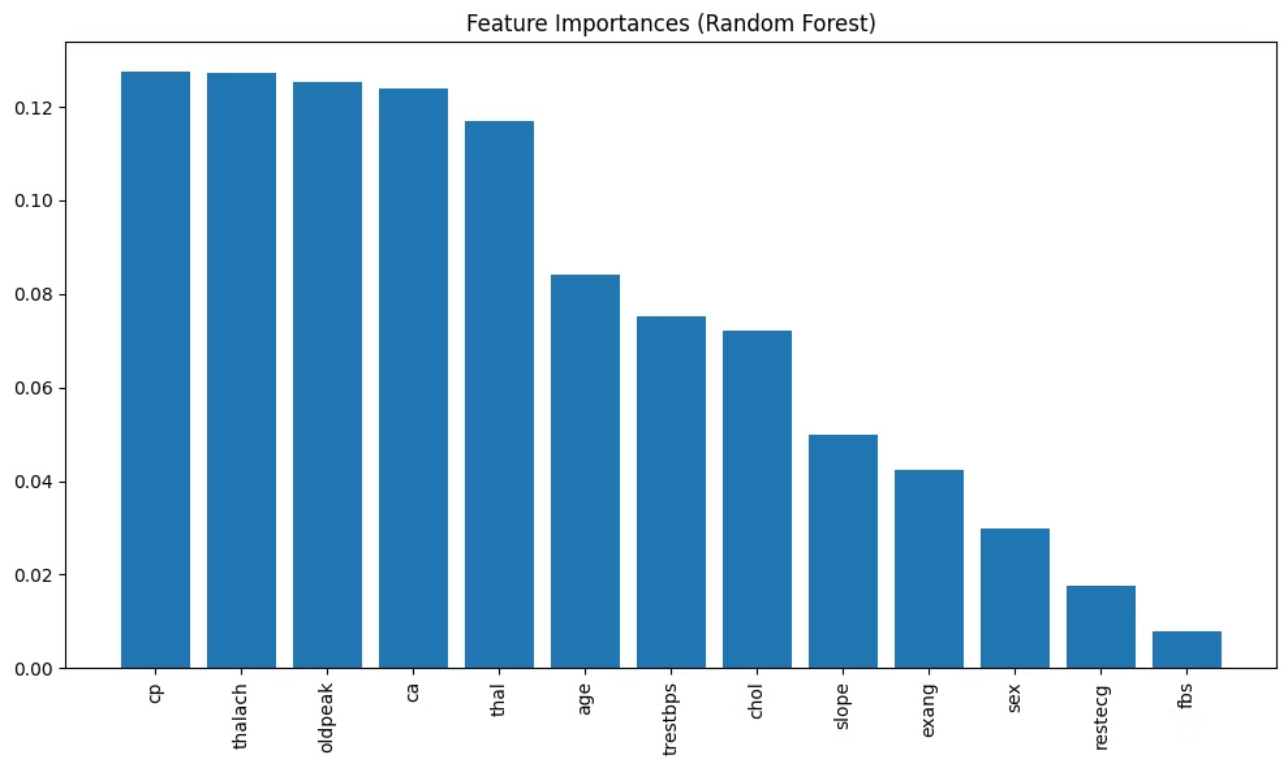 Feature Importances (Random Forest)
0.12
0.10
0.08
0.06
0.04
0.02
0.00
cp
thalach
oldpeak
ca
thal
age
trestbps
chol
slope
exang
sex
restecg
fbs